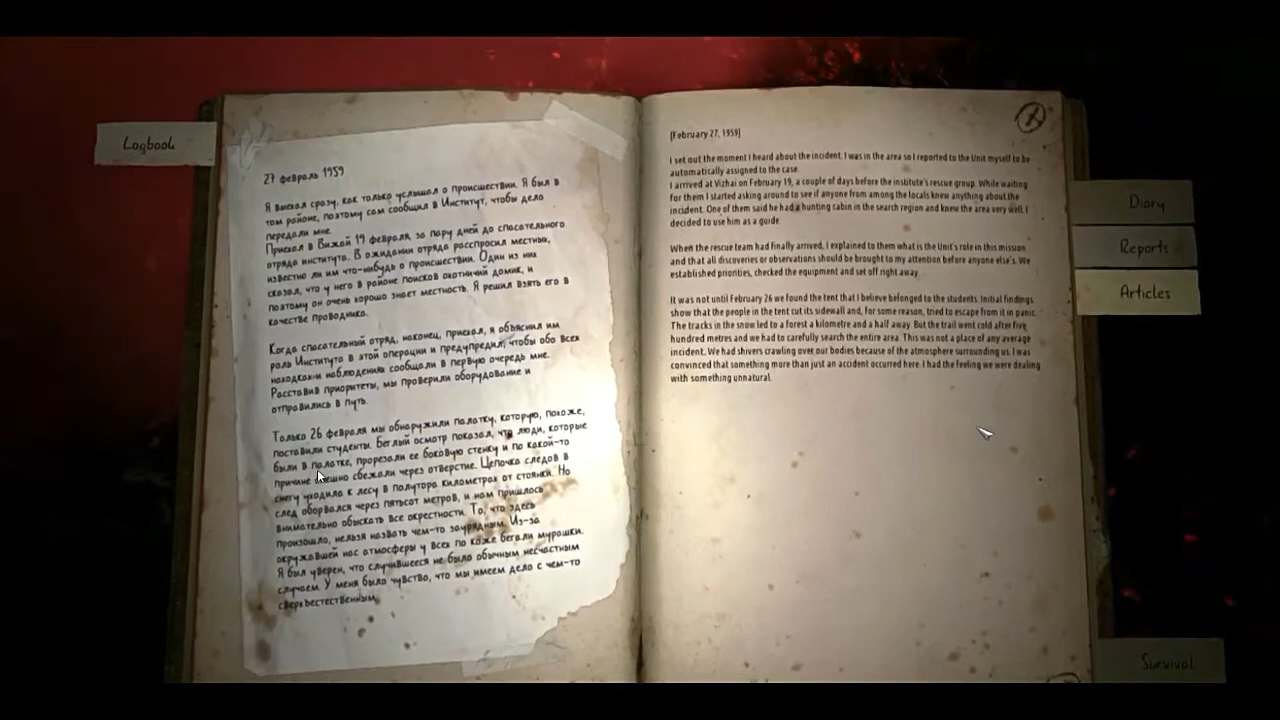 Logbook
27 февраль 1959
Я выехал сразу, как только услышал о происшествии. Я был в
том районе, поэтому сам сообщил в Институт, чтобы дело
передали мне.
Приехал в Вижай 19 февраля, за пару дней до спасательного
отряда института. В ожидании отряда расспросил местных,
известно ли им что-нибудь о происшествии. Один из них
сказал, что у него в районе поисков охотничий домик, и
поэтому он очень хорошо знает местность. Я решил взять его в
качестве проводника.
Когда спасательный отряд, наконец, приехал, я объяснил им
роль Института в этой операции и предупредил, чтобы обо всех
находках и наблюдениях сообщали в первую очередь мне.
Расставив приоритеты, мы проверили оборудование и
отправились в путь.
Только 26 февраля мы обнаружили палатку, которую, похоже,
поставили студенты. Беглый осмотр показал, что люди, которые
были в палатке, прорезали ее боковую стенку и по какой-то
причине спешно сбежали через отверстие. Цепочка следов в
снегу уходила к лесу в полутора километрах от стоянки. Но
след оборвался через пятьсот метров, и нам пришлось
внимательно обыскать все окрестности. То, что здесь
произошло, нельзя назвать чем-то заурядным. Из-за
окружавшей нас атмосферы у всех по коже бегали мурашки.
Я был уверен, что случившееся не было обычным несчастным
случаем. У меня было чувство, что мы имеем дело с чем-то
сверхъестественным.
[February 27, 1959]
I set out the moment I heard about the incident. I was in the area so I reported to the Unit myself to be
automatically assigned to the case.
I arrived at Vizhai on February 19, a couple of days before the institute's rescue group. While waiting
for them I started asking around to see if anyone from among the locals knew anything about the
incident. One of them said he had a hunting cabin in the search region and knew the area very well. I
decided to use him as a guide.
When the rescue team had finally arrived, I explained to them what is the Unit's role in this mission
and that all discoveries or observations should be brought to my attention before anyone else's. We
established priorities, checked the equipment and set off right away.
It was not until February 26 we found the tent that I believe belonged to the students. Initial findings
show that the people in the tent cut its sidewall and, for some reason, tried to escape from it in panic.
The tracks in the snow led to a forest a kilometre and a half away. But the trail went cold after five
hundred metres and we had to carefully search the entire area. This was not a place of any average
incident. We had shivers crawling over our bodies because of the atmosphere surrounding us. I was
convinced that something more than just an accident occurred here. I had the feeling we were dealing
with something unnatural.
Diary
Reports
Articles
Survival